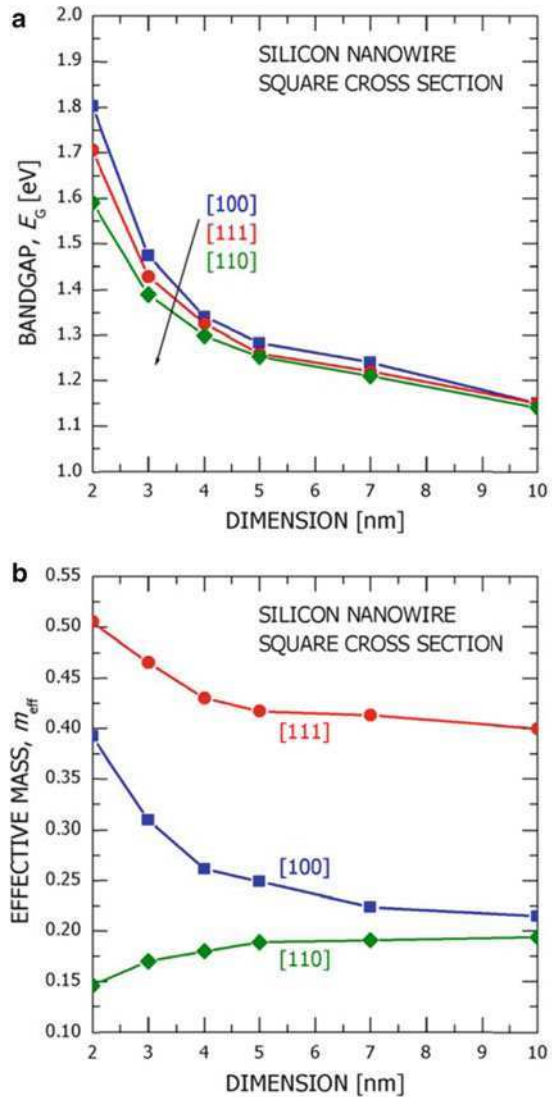 a
SILICON NANOWIRE
SQUARE CROSS SECTION
BANDGAP, E_G [eV]
2.0
1.9
1.8
1.7
1.6
1.5
1.4
1.3
1.2
1.1
1.0
[100]
[111]
[110]
2 3 4 5 6 7 8 9 10
DIMENSION [nm]
b
SILICON NANOWIRE
SQUARE CROSS SECTION
EFFECTIVE MASS, m_eff
0.55
0.50
0.45
0.40
0.35
0.30
0.25
0.20
0.15
0.10
[111]
[100]
[110]
2 3 4 5 6 7 8 9 10
DIMENSION [nm]